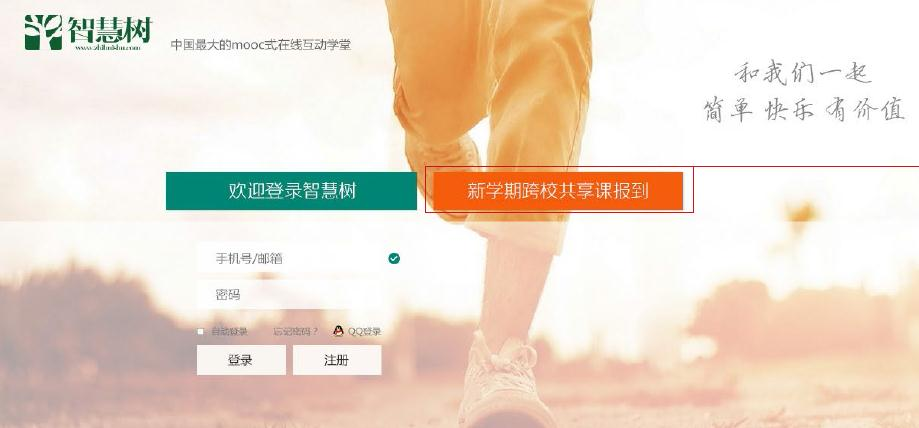 智慧树
www.zhihuishu.com
中国最大的mooc式在线互动学堂
和我们一起
简单 快乐 有价值
欢迎登录智慧树
新学期跨校共享课报到
手机号/邮箱
密码
自动登录 忘记密码？ QQ登录
登录 注册